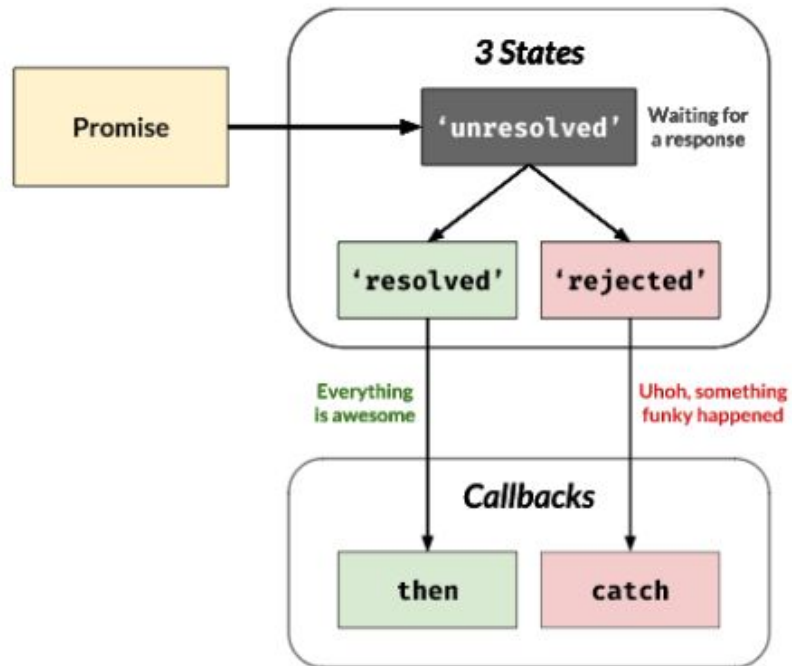 3 States
Promise
‘unresolved’
Waiting for
a response
‘resolved’
‘rejected’
Everything
is awesome
Uhoh, something
funky happened
Callbacks
then
catch